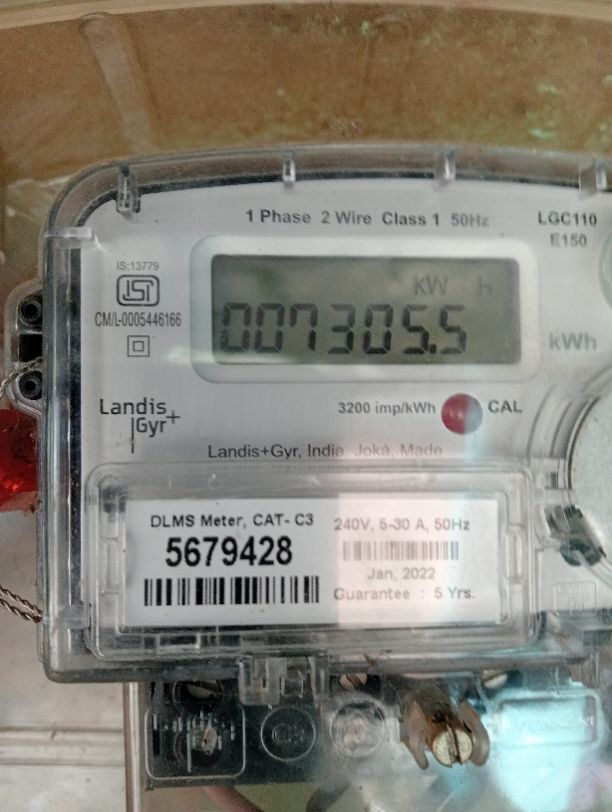 1 Phase 2 Wire Class 1 50Hz
LGC110
E150
IS:13779
ISI
CM/L-0005446166
kW h
007305.5
kWh
Landis
Gyr+
3200 imp/kWh
CAL
Landis+Gyr, India, Joka, Made
DLMS Meter, CAT- C3
5679428
240V, 5-30 A, 50Hz
Jan, 2022
Guarantee : 5 Yrs.